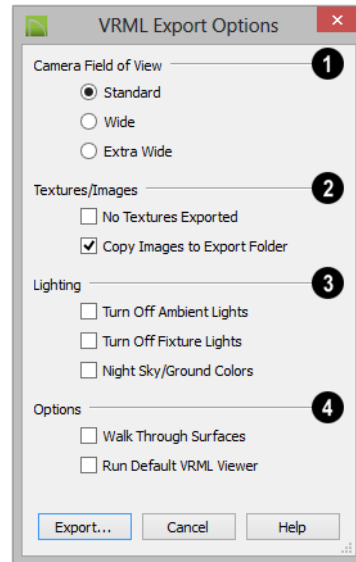 VRML Export Options
Camera Field of View 1
Standard
Wide
Extra Wide
Textures/Images 2
No Textures Exported
Copy Images to Export Folder
Lighting 3
Turn Off Ambient Lights
Turn Off Fixture Lights
Night Sky/Ground Colors
Options 4
Walk Through Surfaces
Run Default VRML Viewer
Export... Cancel Help